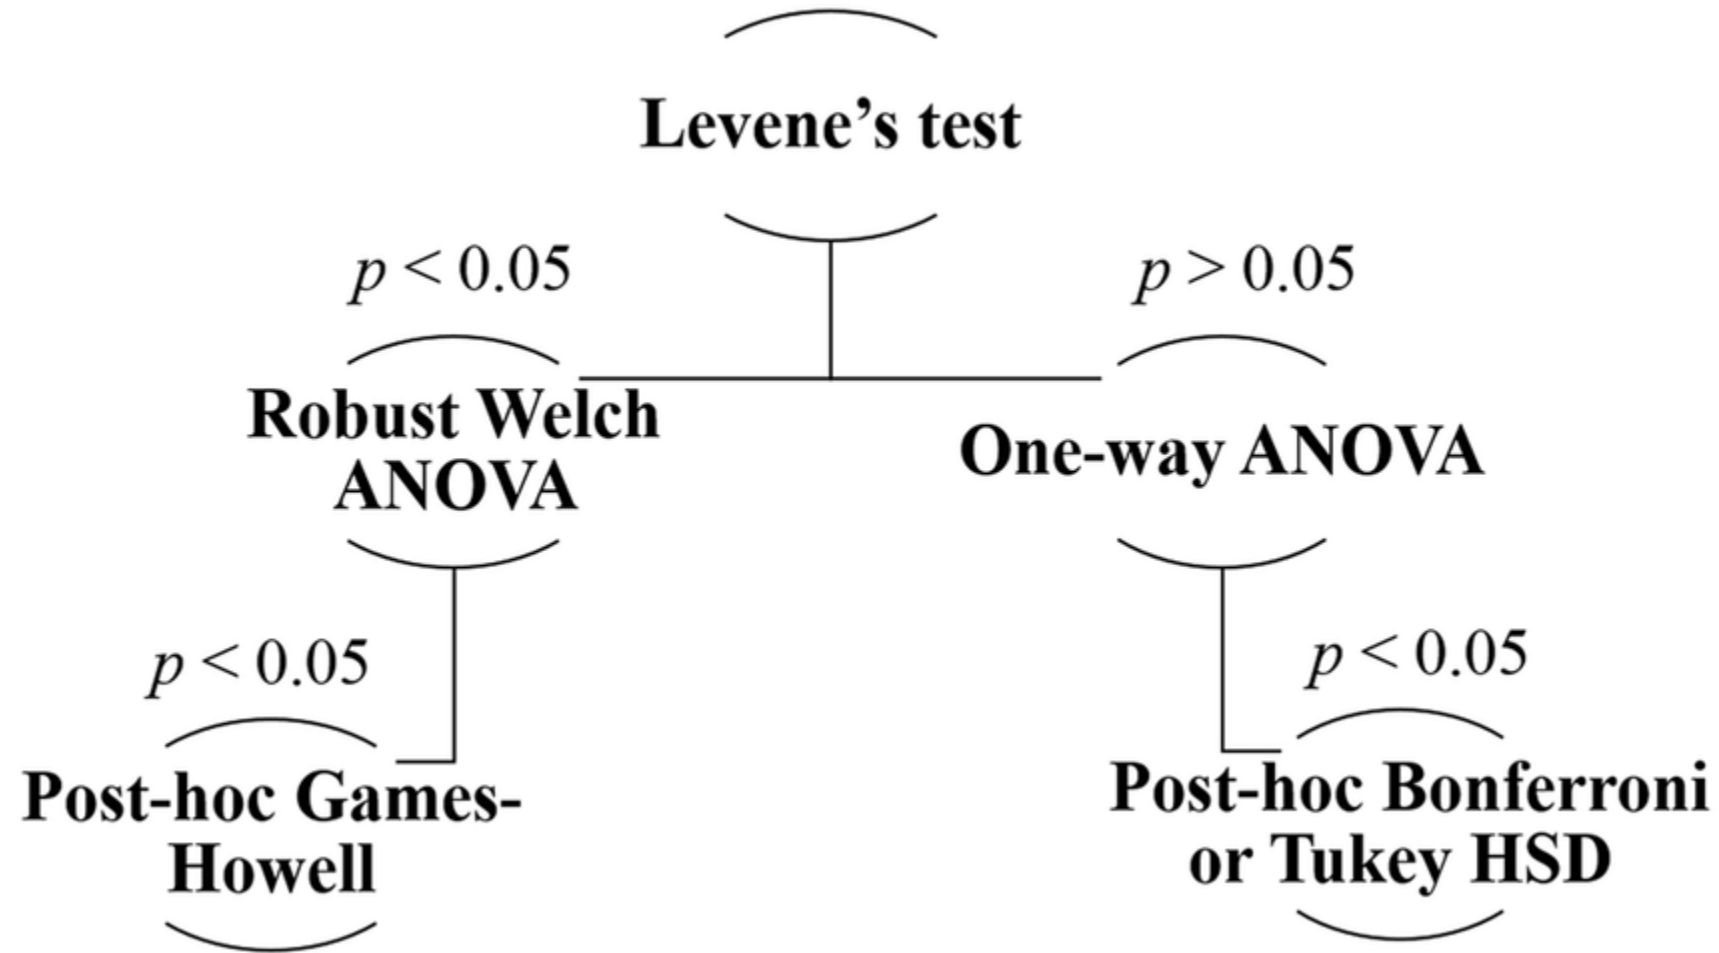 Levene’s test
p < 0.05
p > 0.05
Robust Welch
ANOVA
One-way ANOVA
p < 0.05
p < 0.05
Post-hoc Games-
Howell
Post-hoc Bonferroni
or Tukey HSD